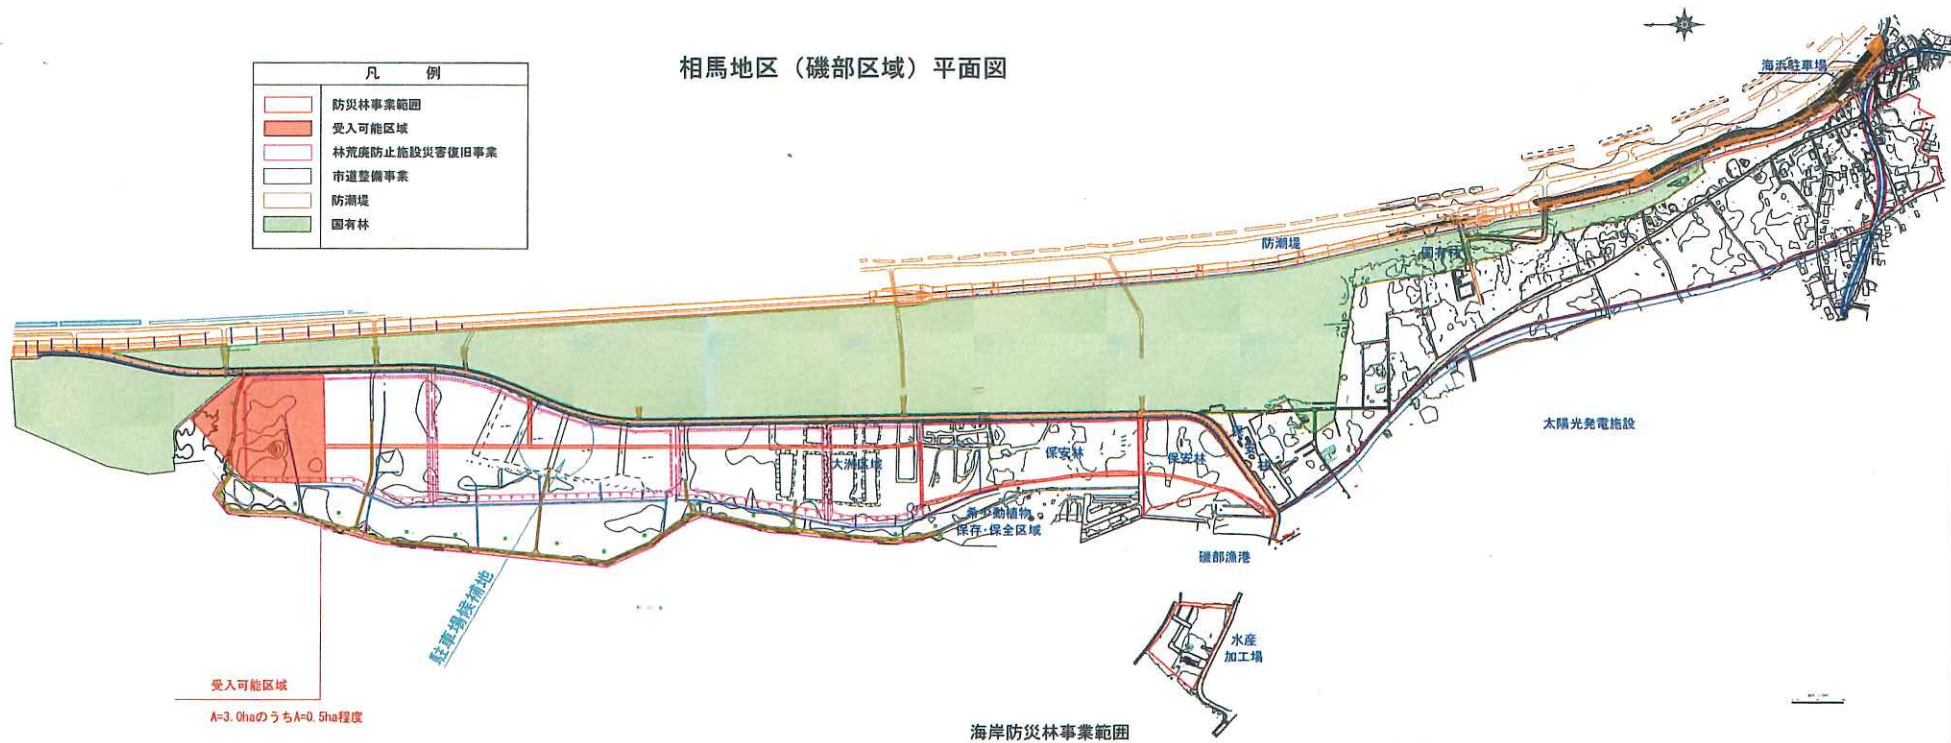 相馬地区（磯部区域）平面図
凡　例
防災林事業範囲
受入可能区域
林荒廃防止施設災害復旧事業
市道整備事業
防潮堤
国有林
海浜駐車場
防潮堤
国有林
太陽光発電施設
大洲区域
保安林
保安林
保安林
希少動植物
保存・保全区域
磯部漁港
駐車場候補地
水産
加工場
受入可能区域
A=3.0haのうちA=0.5ha程度
海岸防災林事業範囲